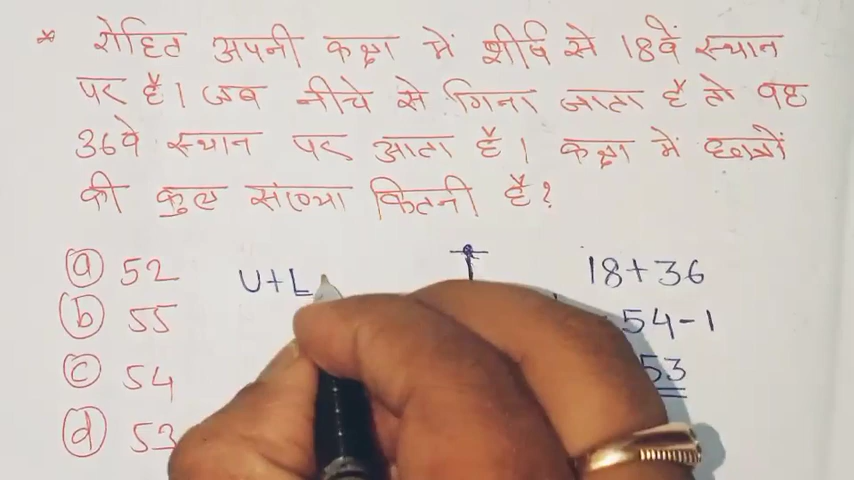 * रोहित अपनी कक्षा में शीर्ष से 18वें स्थान
पर है। जब नीचे से गिना जाता है तो वह
36वे स्थान पर आता है। कक्षा में छात्रों
की कुल संख्या कितनी है?
(a) 52
(b) 55
(c) 54
(d) 53
U+L
18+36
54-1
53